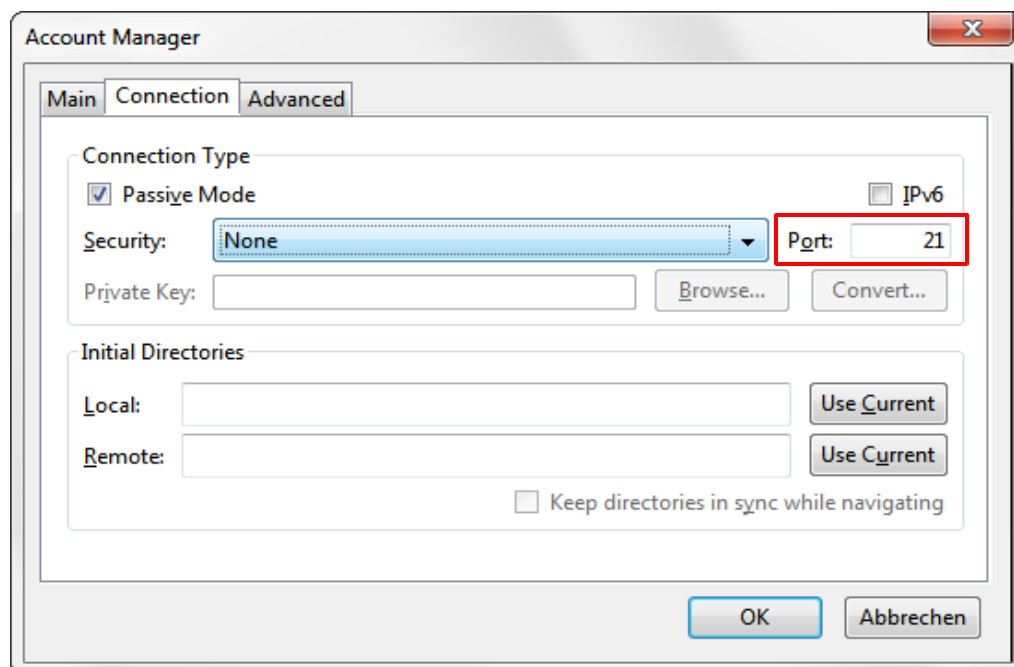 Account Manager
Main Connection Advanced
Connection Type
Passive Mode IPv6
Security: None Port: 21
Private Key: Browse... Convert...
Initial Directories
Local: Use Current
Remote: Use Current
Keep directories in sync while navigating
OK Abbrechen